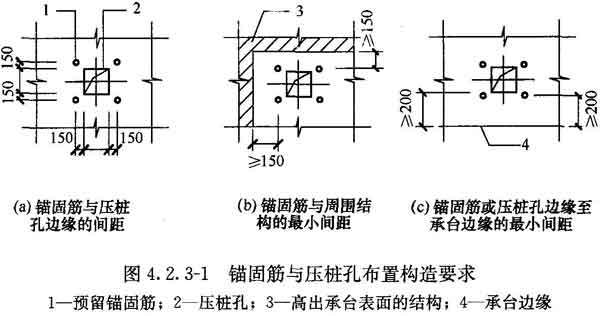 1
2
150
150
150
150
3
≥150
≥150
≥200
≥200
4
(a) 锚固筋与压桩
孔边缘的间距
(b) 锚固筋与周围结
构的最小间距
(c) 锚固筋或压桩孔边缘至
承台边缘的最小间距
图 4.2.3-1 锚固筋与压桩孔布置构造要求
1—预留锚固筋；2—压桩孔；3—高出承台表面的结构；4—承台边缘